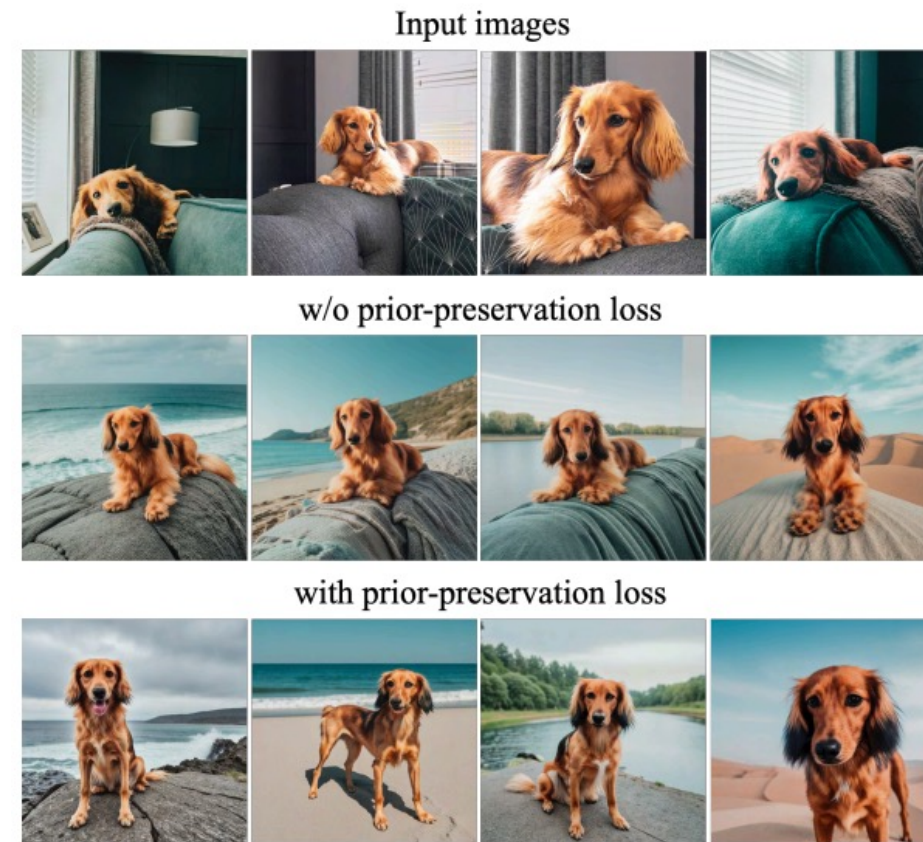 Input images
w/o prior-preservation loss
with prior-preservation loss